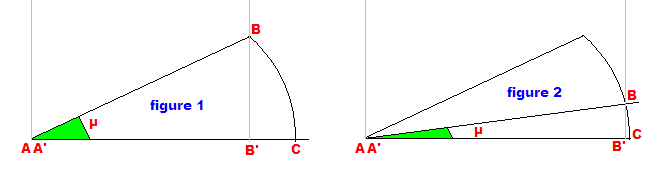 B
figure 1
μ
A A' B' C
figure 2
B
μ
C
A A' B'